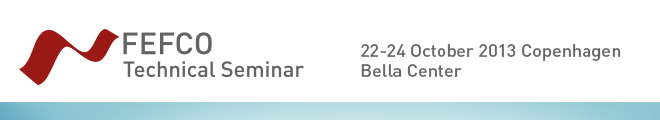 FEFCO
Technical Seminar
22-24 October 2013 Copenhagen
Bella Center